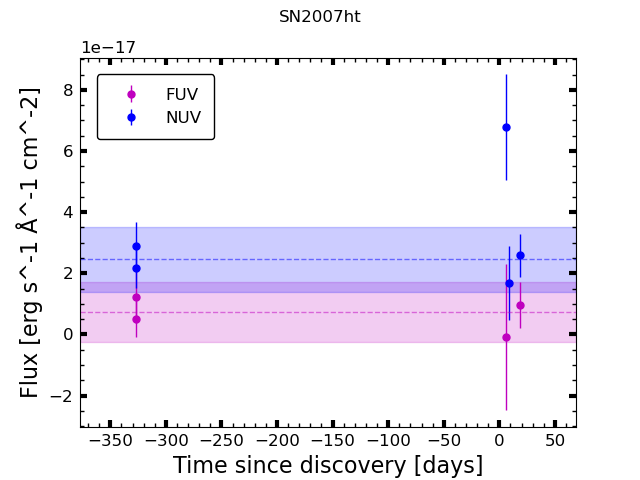 SN2007ht
1e−17
FUV
NUV
8
6
4
2
0
−2
Flux [erg s^-1 Å^-1 cm^-2]
−350 −300 −250 −200 −150 −100 −50 0 50
Time since discovery [days]